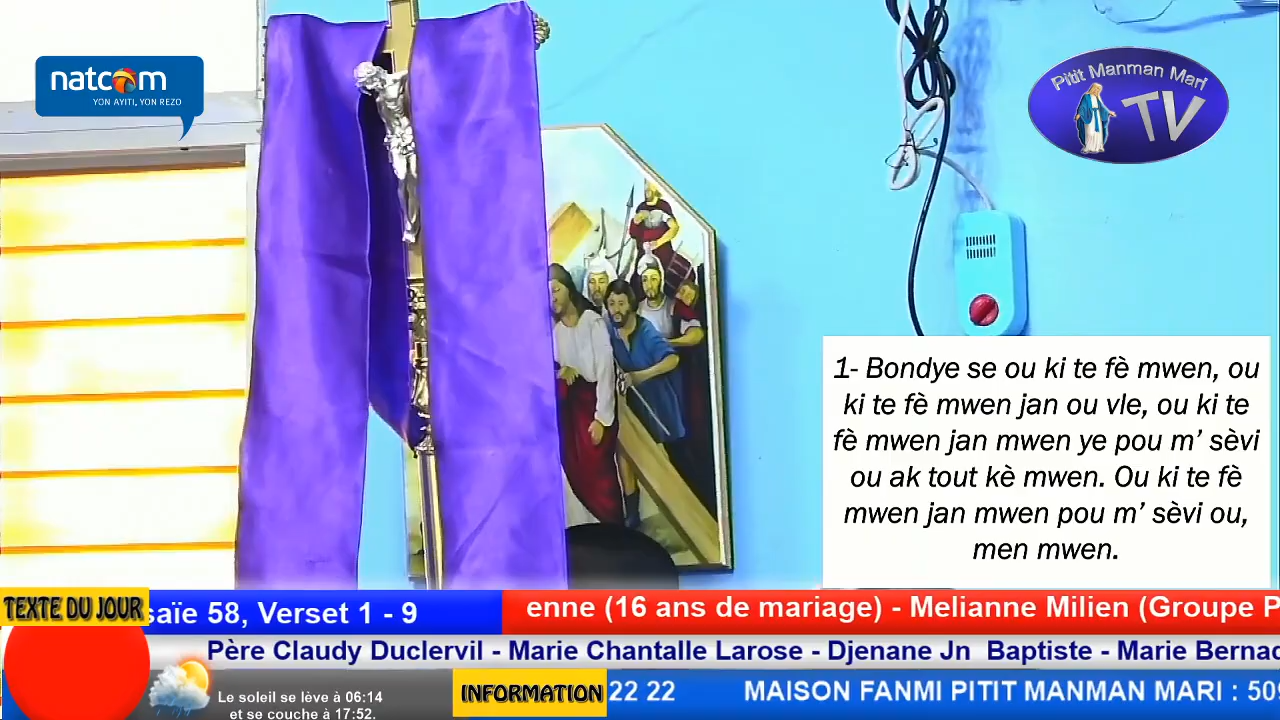 natcom
YON AYITI, YON REZO
Pitit Manman Mari
TV
1- Bondye se ou ki te fè mwen, ou
ki te fè mwen jan ou vle, ou ki te
fè mwen jan mwen ye pou m’ sèvi
ou ak tout kè mwen. Ou ki te fè
mwen jan mwen pou m’ sèvi ou,
men mwen.
TEXTE DU JOUR
saïe 58, Verset 1 - 9
enne (16 ans de mariage) - Melianne Milien (Groupe P
Père Claudy Duclervil - Marie Chantalle Larose - Djenane Jn Baptiste - Marie Bernad
Le soleil se lève à 06:14
et se couche à 17:52.
INFORMATION
22 22
MAISON FANMI PITIT MANMAN MARI : 509